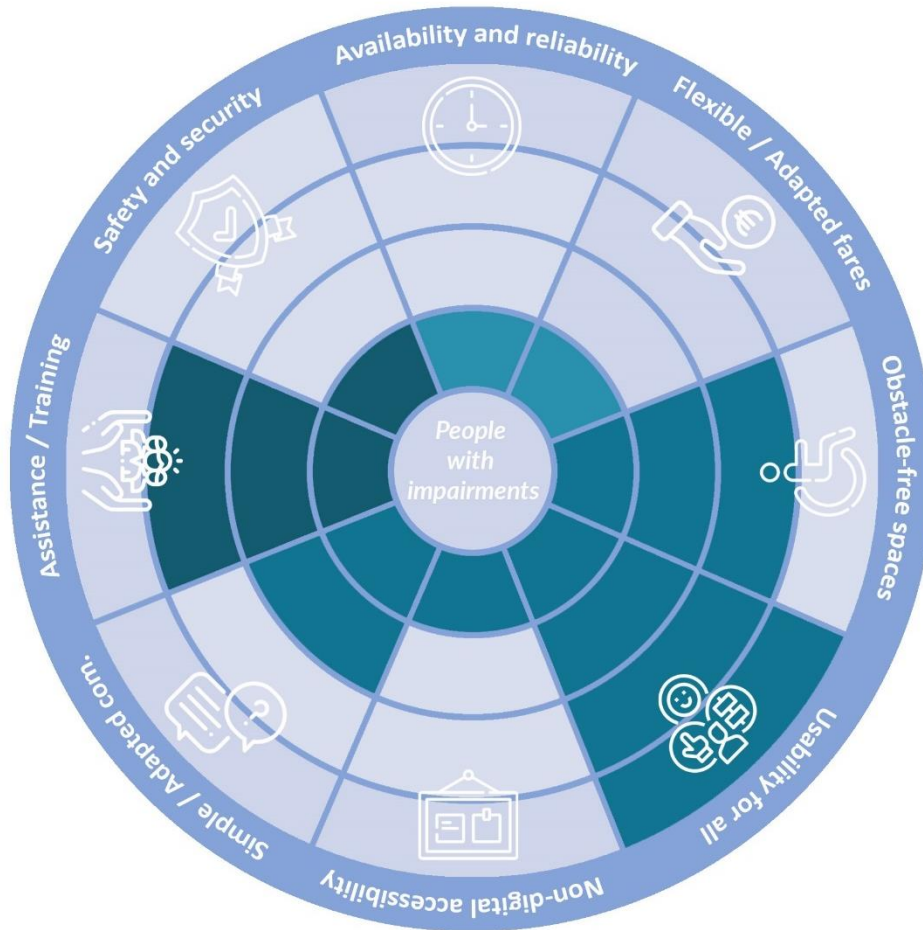 Availability and reliability
Flexible / Adapted fares
Obstacle-free spaces
Usability for all
Non-digital accessibility
Simple / Adapted com.
Assistance / Training
Safety and security
People
with
impairments
€
?